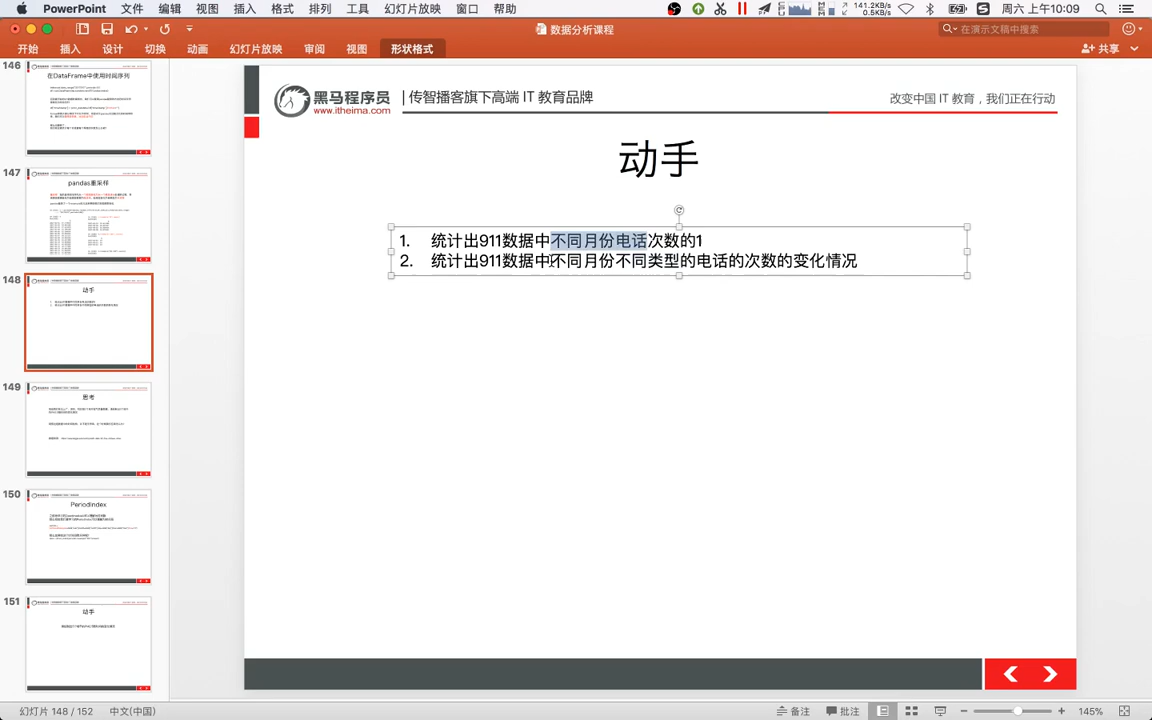 PowerPoint 文件 编辑 视图 插入 格式 排列 工具 幻灯片放映 窗口 帮助
141.2KB/s
0.5KB/s
周六 上午10:09
数据分析课程
在演示文稿中搜索
开始 插入 设计 切换 动画 幻灯片放映 审阅 视图 形状格式
共享
146
在DataFrame中使用时间序列
147
pandas重采样
148
动手
149
思考
150
PeriodIndex
151
动手
黑马程序员
www.itheima.com
|传智播客旗下高端 IT 教育品牌
改变中国 IT 教育，我们正在行动
动手
1. 统计出911数据中不同月份电话次数的1
2. 统计出911数据中不同月份不同类型的电话的次数的变化情况
幻灯片 148 / 152 中文(中国)
备注 批注 145%